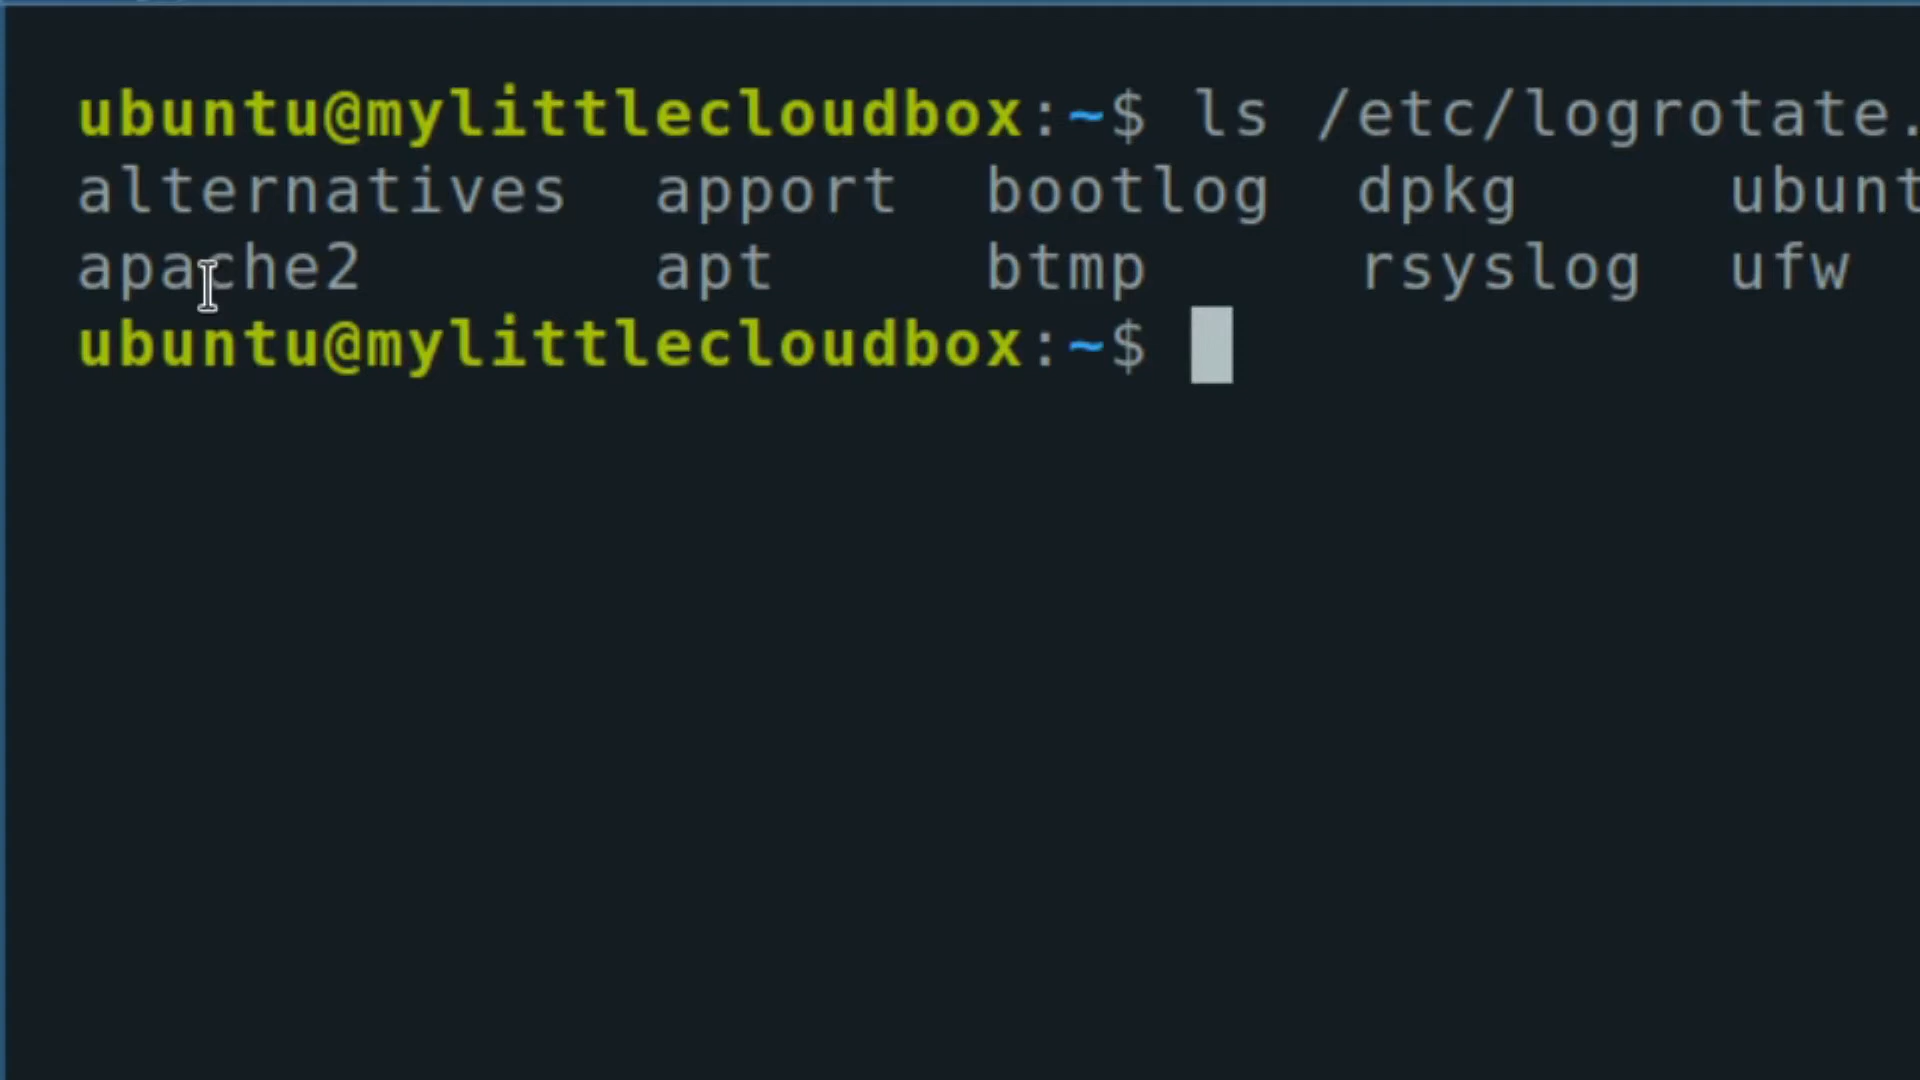 ubuntu@mylittlecloudbox:~$ ls /etc/logrotate.
alternatives apport bootlog dpkg ubunt
apache2 apt btmp rsyslog ufw
ubuntu@mylittlecloudbox:~$